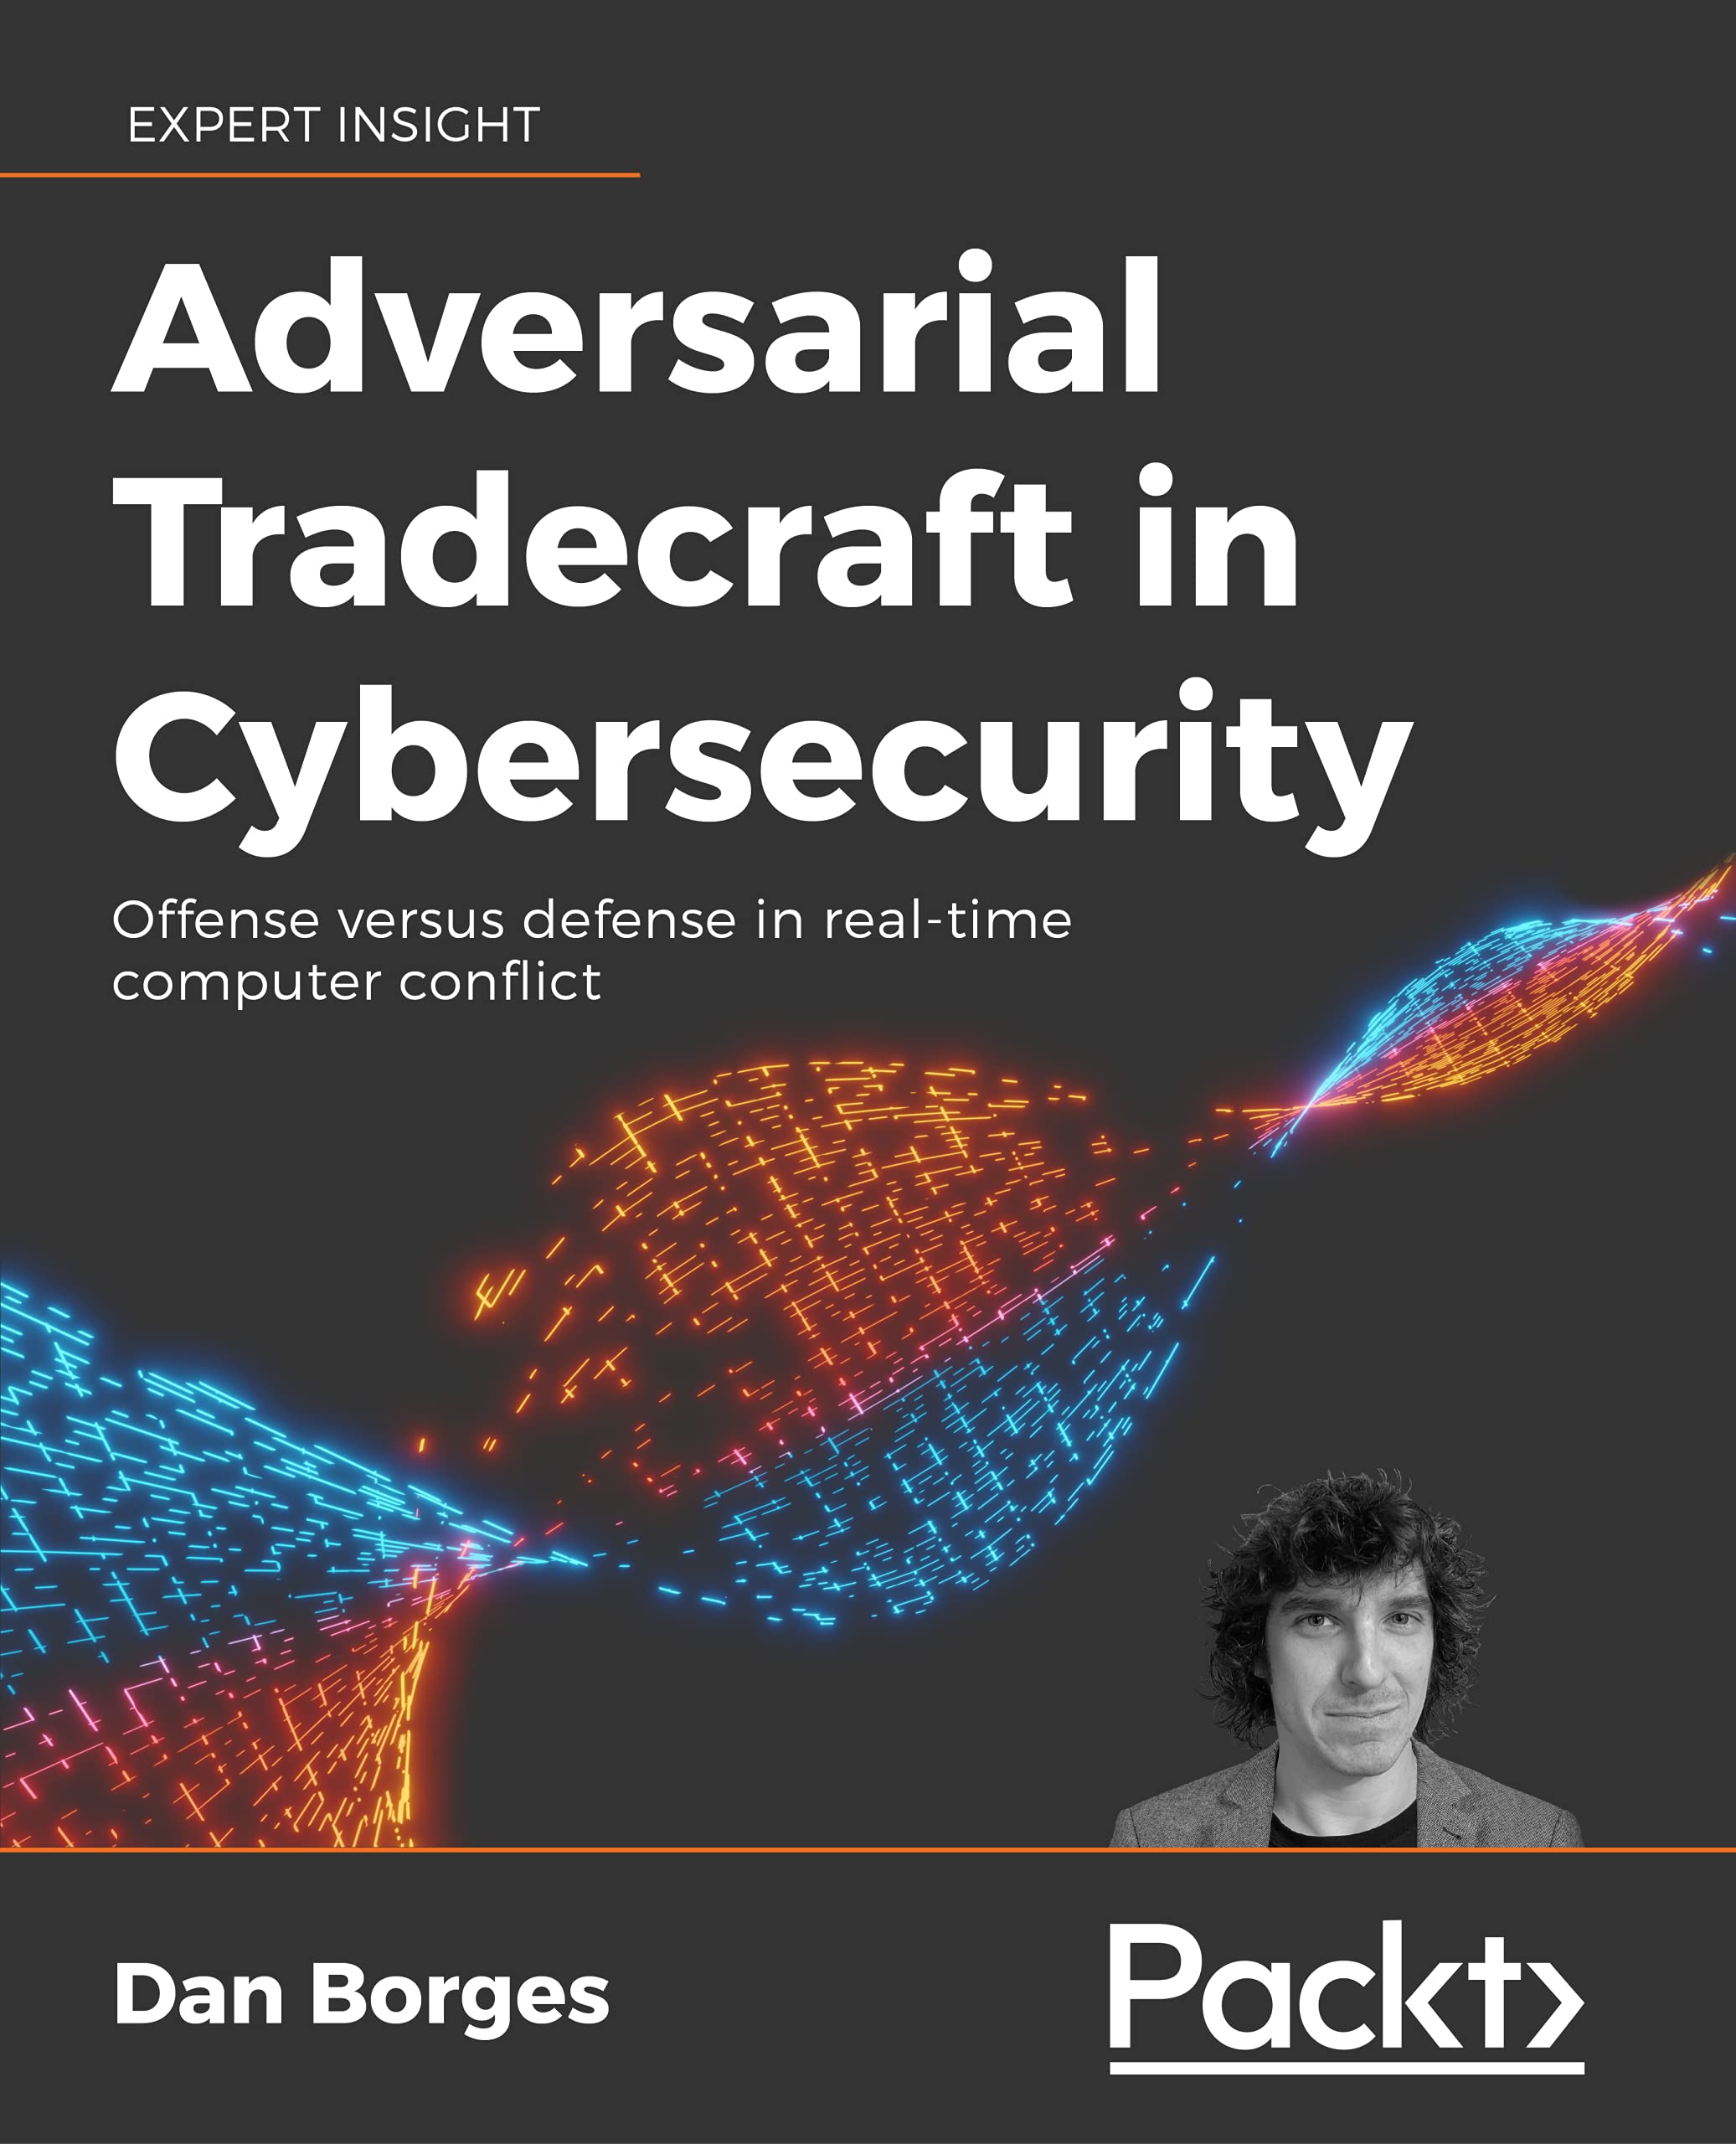 EXPERT INSIGHT
Adversarial
Tradecraft in
Cybersecurity
Offense versus defense in real-time
computer conflict
Dan Borges
Packt